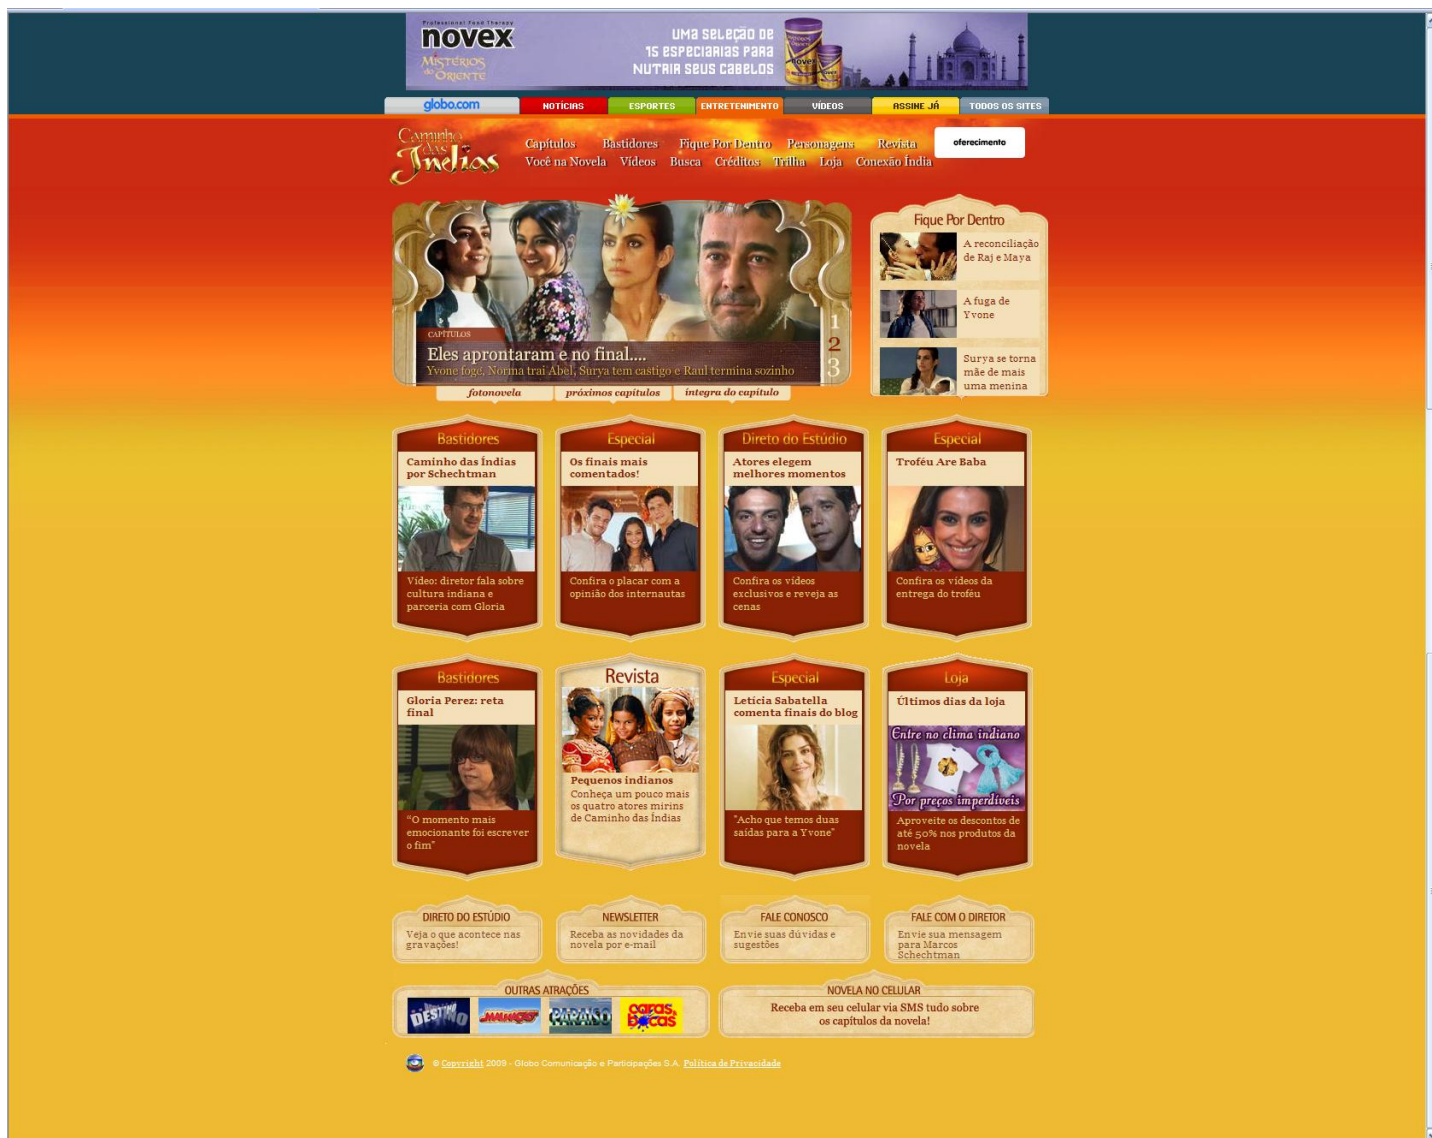 Professional Food Therapy
novex
MISTÉRIOS
do ORIENTE
UMA SELEÇÃO DE
15 ESPECIARIAS PARA
NUTRIR SEUS CABELOS
novex
globo.com
NOTÍCIAS
ESPORTES
ENTRETENIMENTO
VÍDEOS
ASSINE JÁ
TODOS OS SITES
Caminho
das
Índias
Capítulos Bastidores Fique Por Dentro Personagens Revista
Você na Novela Vídeos Busca Créditos Trilha Loja Conexão Índia
oferecimento
CAPÍTULOS
Eles aprontaram e no final....
Yvone foge, Norma trai Abel, Surya tem castigo e Raul termina sozinho
1
2
3
fotonovela
próximos capítulos
íntegra do capítulo
Fique Por Dentro
A reconciliação
de Raj e Maya
A fuga de
Yvone
Surya se torna
mãe de mais
uma menina
Bastidores
Caminho das Índias
por Schechtman
Vídeo: diretor fala sobre
cultura indiana e
parceria com Gloria
Especial
Os finais mais
comentados!
Confira o placar com a
opinião dos internautas
Direto do Estúdio
Atores elegem
melhores momentos
Confira os vídeos
exclusivos e reveja as
cenas
Especial
Troféu Are Baba
Confira os vídeos da
entrega do troféu
Bastidores
Gloria Perez: reta
final
“O momento mais
emocionante foi escrever
o fim”
Revista
Pequenos indianos
Conheça um pouco mais
os quatro atores mirins
de Caminho das Índias
Especial
Letícia Sabatella
comenta finais do blog
"Acho que temos duas
saídas para a Yvone"
Loja
Últimos dias da loja
Entre no clima indiano
Por preços imperdíveis
Aproveite os descontos de
até 50% nos produtos da
novela
DIRETO DO ESTÚDIO
Veja o que acontece nas
gravações!
NEWSLETTER
Receba as novidades da
novela por e-mail
FALE CONOSCO
Envie suas dúvidas e
sugestões
FALE COM O DIRETOR
Envie sua mensagem
para Marcos
Schechtman
OUTRAS ATRAÇÕES
DESTINO
MALHAÇÃO
PARAISO
caras &
bocas
NOVELA NO CELULAR
Receba em seu celular via SMS tudo sobre
os capítulos da novela!
© Copyright 2009 - Globo Comunicação e Participações S.A. Política de Privacidade